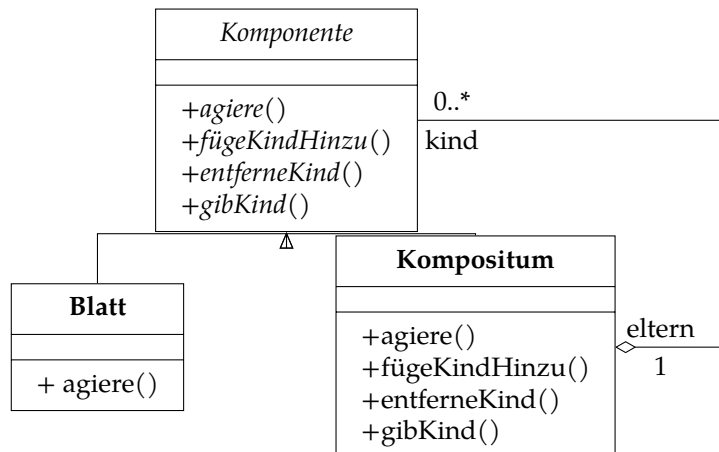 Komponente
+agiere()
+fügeKindHinzu()
+entferneKind()
+gibKind()
0..*
kind
Blatt
+ agiere()
Kompositum
+agiere()
+fügeKindHinzu()
+entferneKind()
+gibKind()
eltern
1